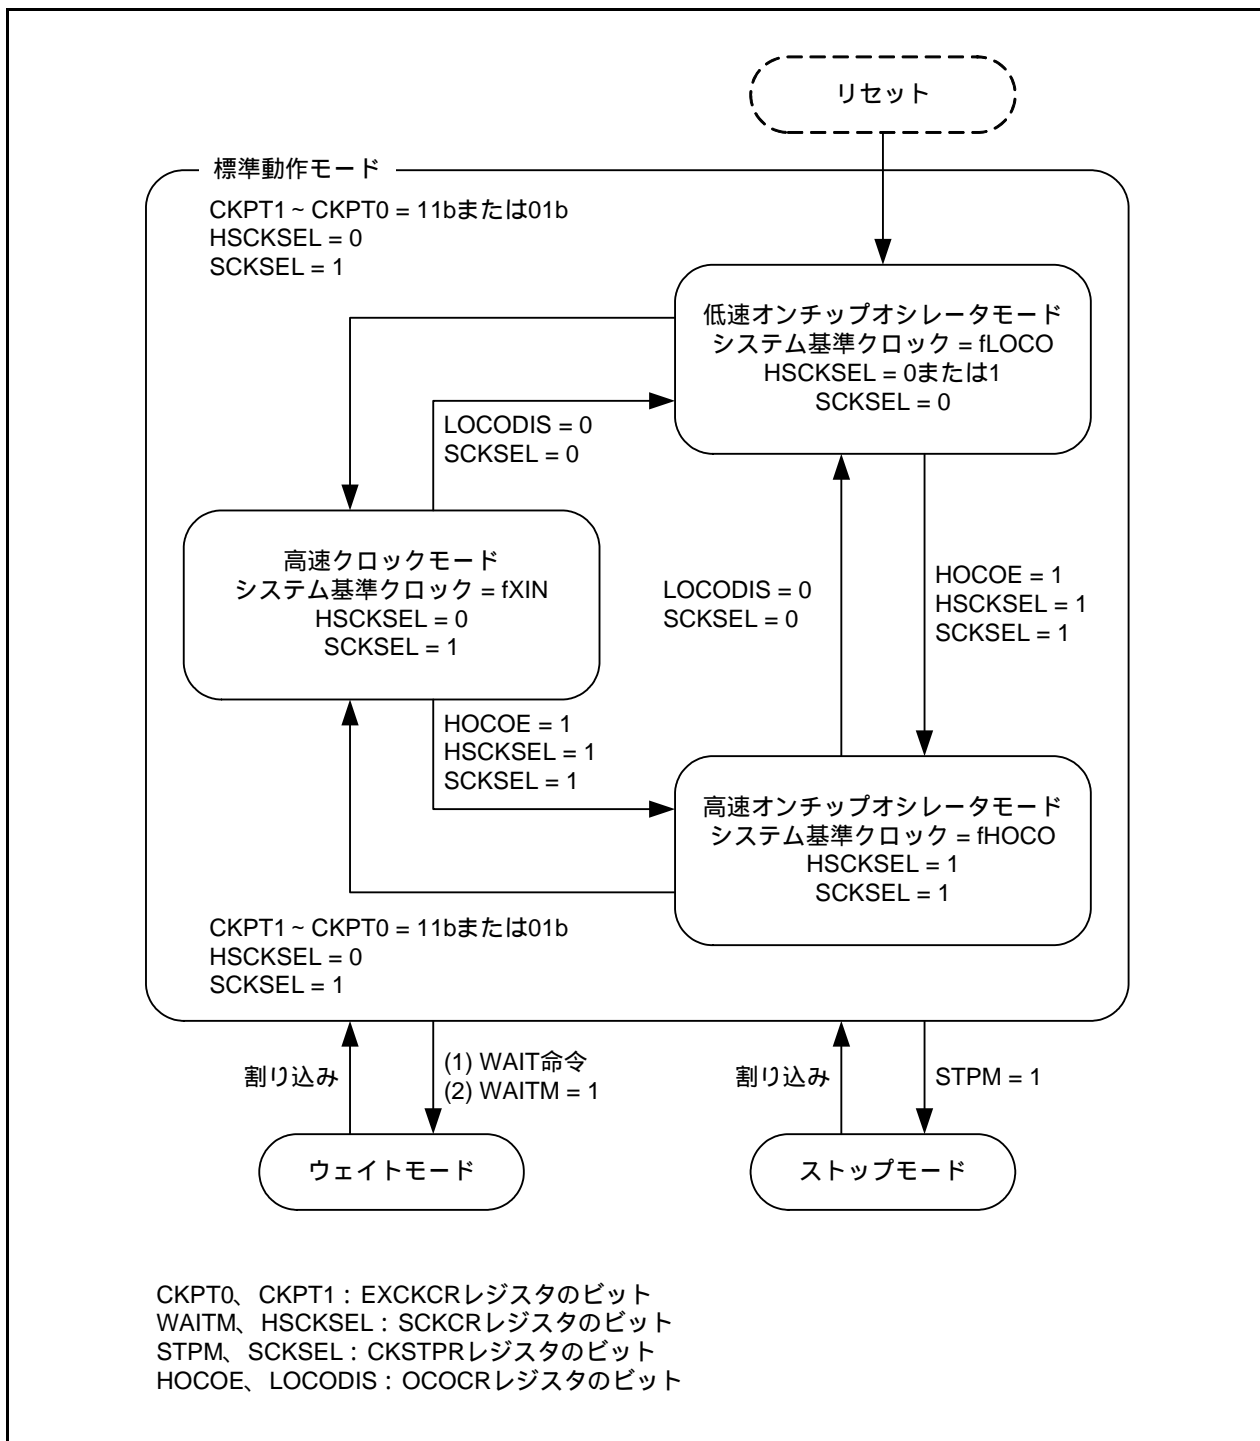 リセット
標準動作モード
CKPT1 ~ CKPT0 = 11bまたは01b
HSCKSEL = 0
SCKSEL = 1
低速オンチップオシレータモード
システム基準クロック = fLOCO
HSCKSEL = 0または1
SCKSEL = 0
LOCODIS = 0
SCKSEL = 0
高速クロックモード
システム基準クロック = fXIN
HSCKSEL = 0
SCKSEL = 1
LOCODIS = 0
SCKSEL = 0
HOCOE = 1
HSCKSEL = 1
SCKSEL = 1
HOCOE = 1
HSCKSEL = 1
SCKSEL = 1
高速オンチップオシレータモード
システム基準クロック = fHOCO
HSCKSEL = 1
SCKSEL = 1
CKPT1 ~ CKPT0 = 11bまたは01b
HSCKSEL = 0
SCKSEL = 1
割り込み
(1) WAIT命令
(2) WAITM = 1
割り込み
STPM = 1
ウェイトモード
ストップモード
CKPT0、CKPT1 : EXCKCRレジスタのビット
WAITM、HSCKSEL : SCKCRレジスタのビット
STPM、SCKSEL : CKSTPRレジスタのビット
HOCOE、LOCODIS : OCOCRレジスタのビット